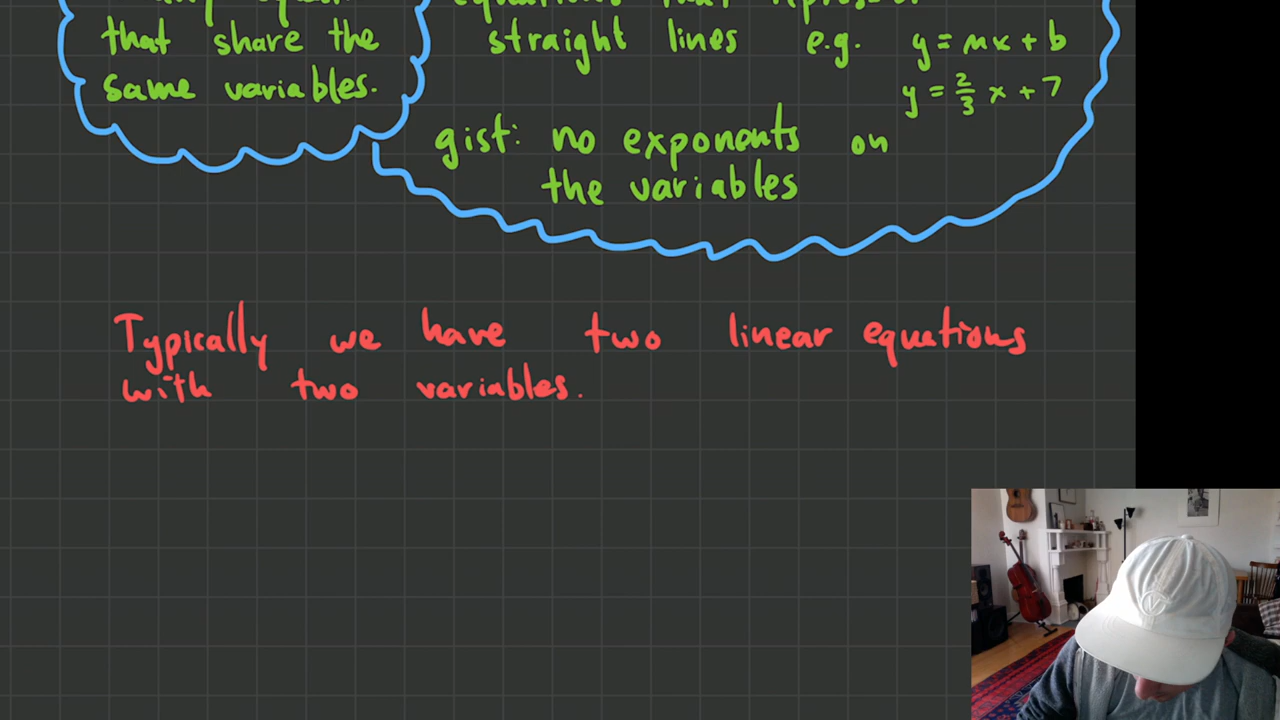 that share the
same variables.
straight lines e.g. y = mx + b
y = 2/3 x + 7
gist: no exponents on
the variables
Typically we have two linear equations
with two variables.